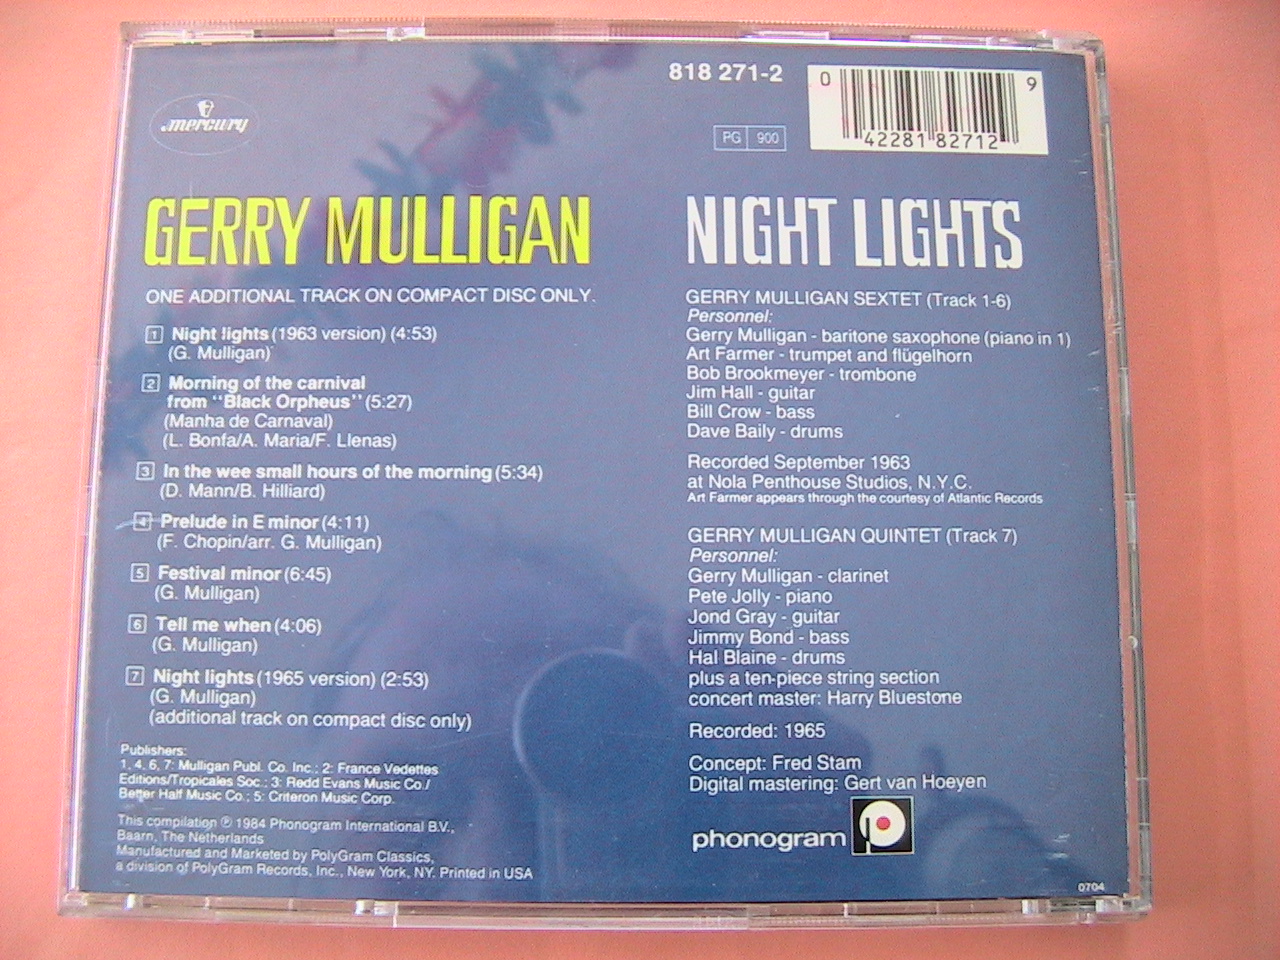 mercury
818 271-2
0 42281 82712 9
PG 900
GERRY MULLIGAN
ONE ADDITIONAL TRACK ON COMPACT DISC ONLY.
1 Night lights (1963 version) (4:53)
(G. Mulligan)
2 Morning of the carnival
from "Black Orpheus" (5:27)
(Manha de Carnaval)
(L. Bonfa/A. Maria/F. Llenas)
3 In the wee small hours of the morning (5:34)
(D. Mann/B. Hilliard)
4 Prelude in E minor (4:11)
(F. Chopin/arr. G. Mulligan)
5 Festival minor (6:45)
(G. Mulligan)
6 Tell me when (4:06)
(G. Mulligan)
7 Night lights (1965 version) (2:53)
(G. Mulligan)
(additional track on compact disc only)
Publishers:
1, 4, 6, 7: Mulligan Publ. Co. Inc.; 2: France Vedettes
Editions/Tropicales Soc.; 3: Redd Evans Music Co./
Better Half Music Co.; 5: Criteron Music Corp.
This compilation ℗ 1984 Phonogram International B.V.,
Baarn, The Netherlands
Manufactured and Marketed by PolyGram Classics,
a division of PolyGram Records, Inc., New York, NY. Printed in USA
NIGHT LIGHTS
GERRY MULLIGAN SEXTET (Track 1-6)
Personnel:
Gerry Mulligan - baritone saxophone (piano in 1)
Art Farmer - trumpet and flügelhorn
Bob Brookmeyer - trombone
Jim Hall - guitar
Bill Crow - bass
Dave Baily - drums
Recorded September 1963
at Nola Penthouse Studios, N.Y.C.
Art Farmer appears through the courtesy of Atlantic Records
GERRY MULLIGAN QUINTET (Track 7)
Personnel:
Gerry Mulligan - clarinet
Pete Jolly - piano
Jond Gray - guitar
Jimmy Bond - bass
Hal Blaine - drums
plus a ten-piece string section
concert master: Harry Bluestone
Recorded: 1965
Concept: Fred Stam
Digital mastering: Gert van Hoeyen
phonogram p
0704